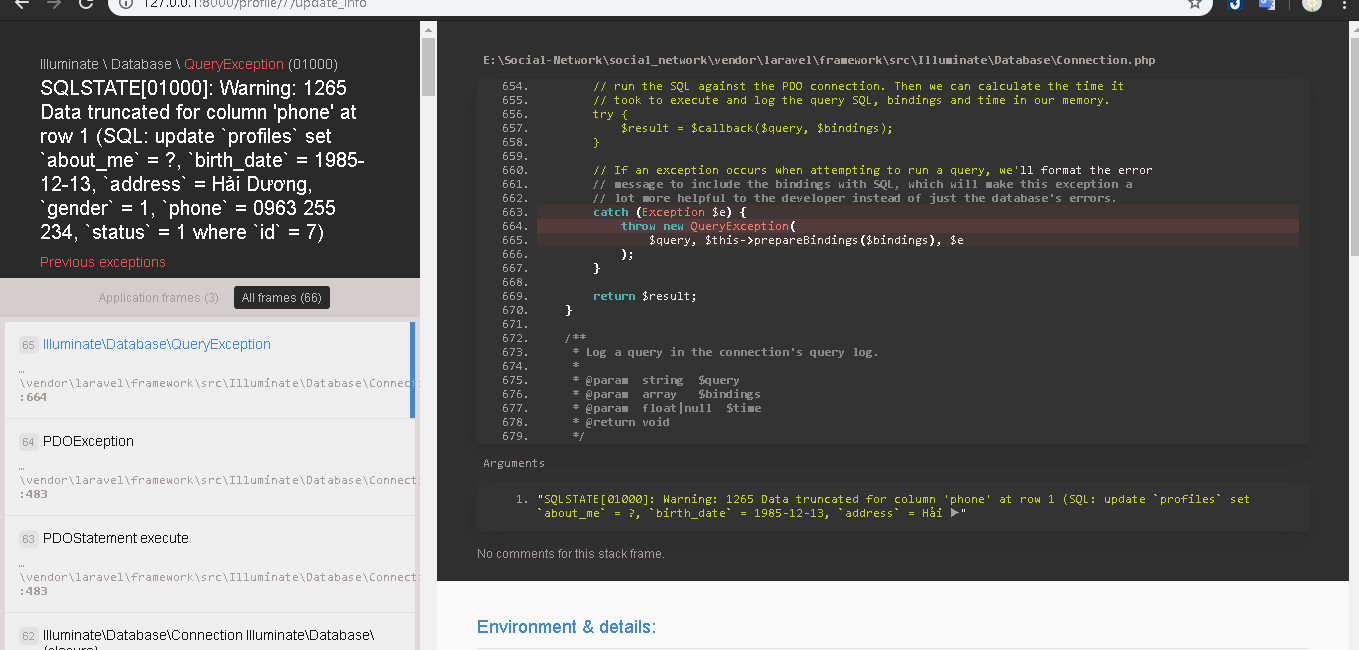 127.0.0.1:8000/profile/7/update_info
Illuminate \ Database \ QueryException (01000)
SQLSTATE[01000]: Warning: 1265
Data truncated for column 'phone' at
row 1 (SQL: update `profiles` set
`about_me` = ?, `birth_date` = 1985-
12-13, `address` = Hải Dương,
`gender` = 1, `phone` = 0963 255
234, `status` = 1 where `id` = 7)
Previous exceptions
Application frames (3) All frames (66)
65 Illuminate\Database\QueryException
…
\vendor\laravel\framework\src\Illuminate\Database\Connect
:664
64 PDOException
…
\vendor\laravel\framework\src\Illuminate\Database\Connecti
:483
63 PDOStatement execute
…
\vendor\laravel\framework\src\Illuminate\Database\Connecti
:483
62 Illuminate\Database\Connection Illuminate\Database\
{closure}
E:\Social-Network\social_network\vendor\laravel\framework\src\Illuminate\Database\Connection.php
654. // run the SQL against the PDO connection. Then we can calculate the time it
655. // took to execute and log the query SQL, bindings and time in our memory.
656. try {
657. $result = $callback($query, $bindings);
658. }
659.
660. // If an exception occurs when attempting to run a query, we'll format the error
661. // message to include the bindings with SQL, which will make this exception a
662. // lot more helpful to the developer instead of just the database's errors.
663. catch (Exception $e) {
664. throw new QueryException(
665. $query, $this->prepareBindings($bindings), $e
666. );
667. }
668.
669. return $result;
670. }
671.
672. /**
673. * Log a query in the connection's query log.
674. *
675. * @param string $query
676. * @param array $bindings
677. * @param float|null $time
678. * @return void
679. */
Arguments
1. "SQLSTATE[01000]: Warning: 1265 Data truncated for column 'phone' at row 1 (SQL: update `profiles` set
`about_me` = ?, `birth_date` = 1985-12-13, `address` = Hải ▶"
No comments for this stack frame.
Environment & details: